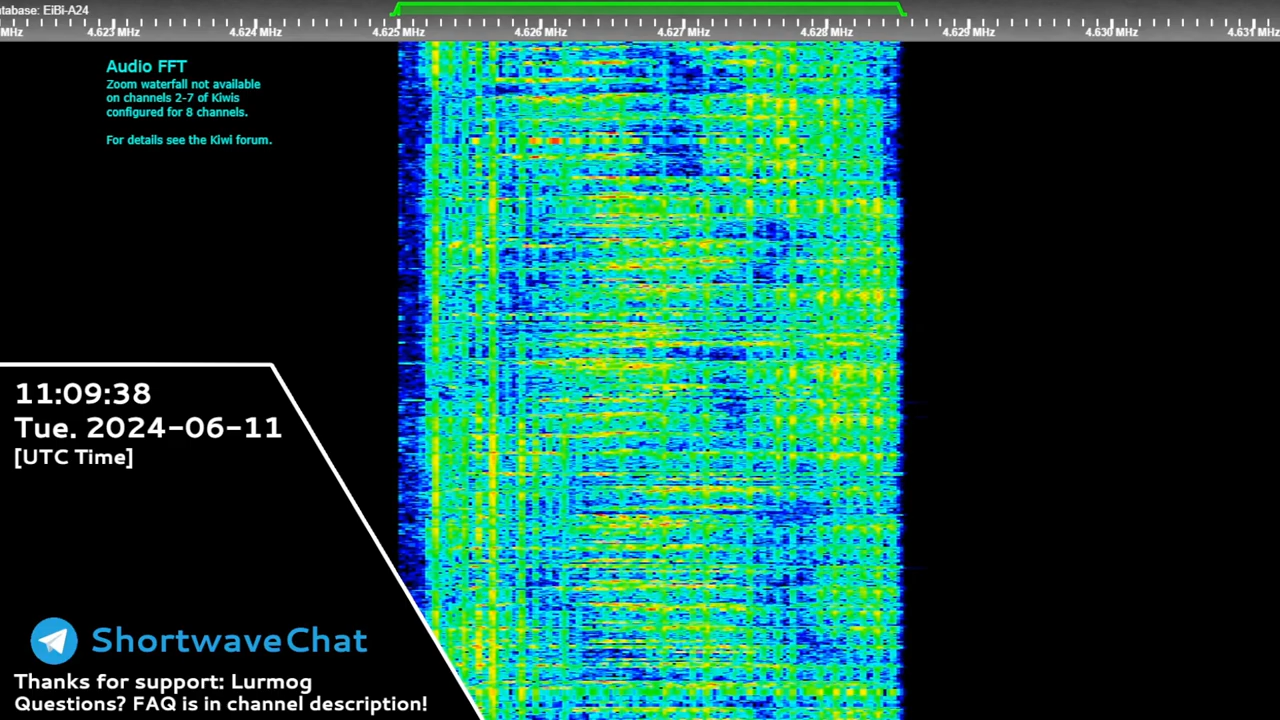 tabase: EiBi-A24
MHz 4.623 MHz 4.624 MHz 4.625 MHz 4.626 MHz 4.627 MHz 4.628 MHz 4.629 MHz 4.630 MHz 4.631 MHz
Audio FFT
Zoom waterfall not available
on channels 2-7 of Kiwis
configured for 8 channels.
For details see the Kiwi forum.
11:09:38
Tue. 2024-06-11
[UTC Time]
ShortwaveChat
Thanks for support: Lurmog
Questions? FAQ is in channel description!